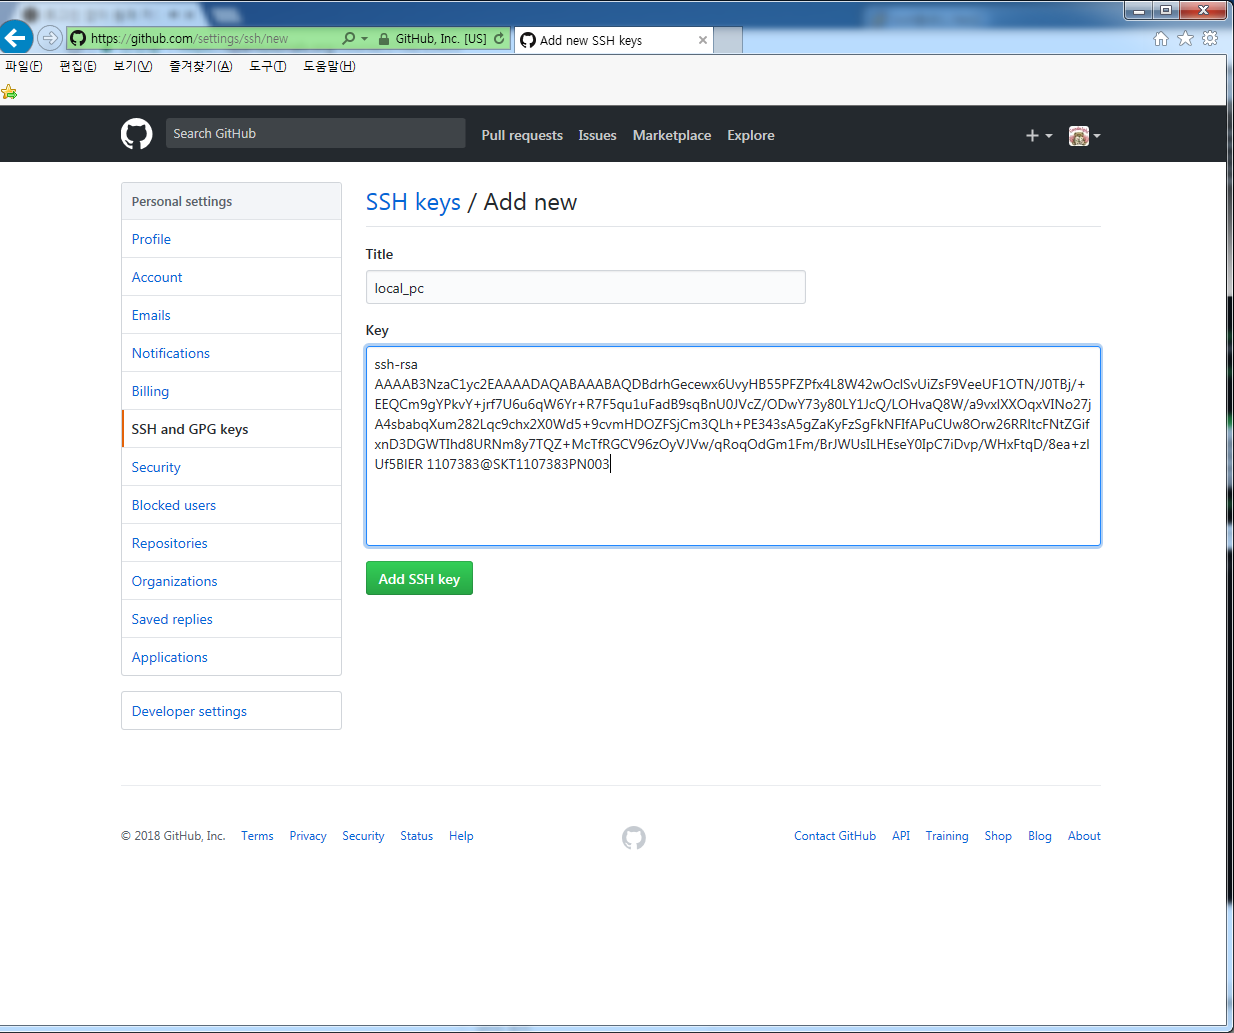 https://github.com/settings/ssh/new
GitHub, Inc. [US]
Add new SSH keys
파일(F) 편집(E) 보기(V) 즐겨찾기(A) 도구(T) 도움말(H)
Search GitHub
Pull requests Issues Marketplace Explore
Personal settings
Profile
Account
Emails
Notifications
Billing
SSH and GPG keys
Security
Blocked users
Repositories
Organizations
Saved replies
Applications
Developer settings
SSH keys / Add new
Title
local_pc
Key
ssh-rsa
AAAAB3NzaC1yc2EAAAADAQABAAABAQDBdrhGecewx6UvyHB55PFZPfx4L8W42wOclSvUiZsF9VeeUF1OTN/J0TBj/+
EEQCm9gYPkvY+jrf7U6u6qW6Yr+R7F5qu1uFadB9sqBnU0JVcZ/ODwY73y80LY1JcQ/LOHvaQ8W/a9vxlXXOqxVINo27j
A4sbabqXum282Lqc9chx2X0Wd5+9cvmHDOZFSjCm3QLh+PE343sA5gZaKyFzSgFkNFIfAPuCUw8Orw26RRltcFNtZGif
xnD3DGWTIhd8URNm8y7TQZ+McTfRGCV96zOyVJVw/qRoqOdGm1Fm/BrJWUsILHEseY0IpC7iDvp/WHxFtqD/8ea+zl
Uf5BIER 1107383@SKT1107383PN003
Add SSH key
© 2018 GitHub, Inc. Terms Privacy Security Status Help
Contact GitHub API Training Shop Blog About